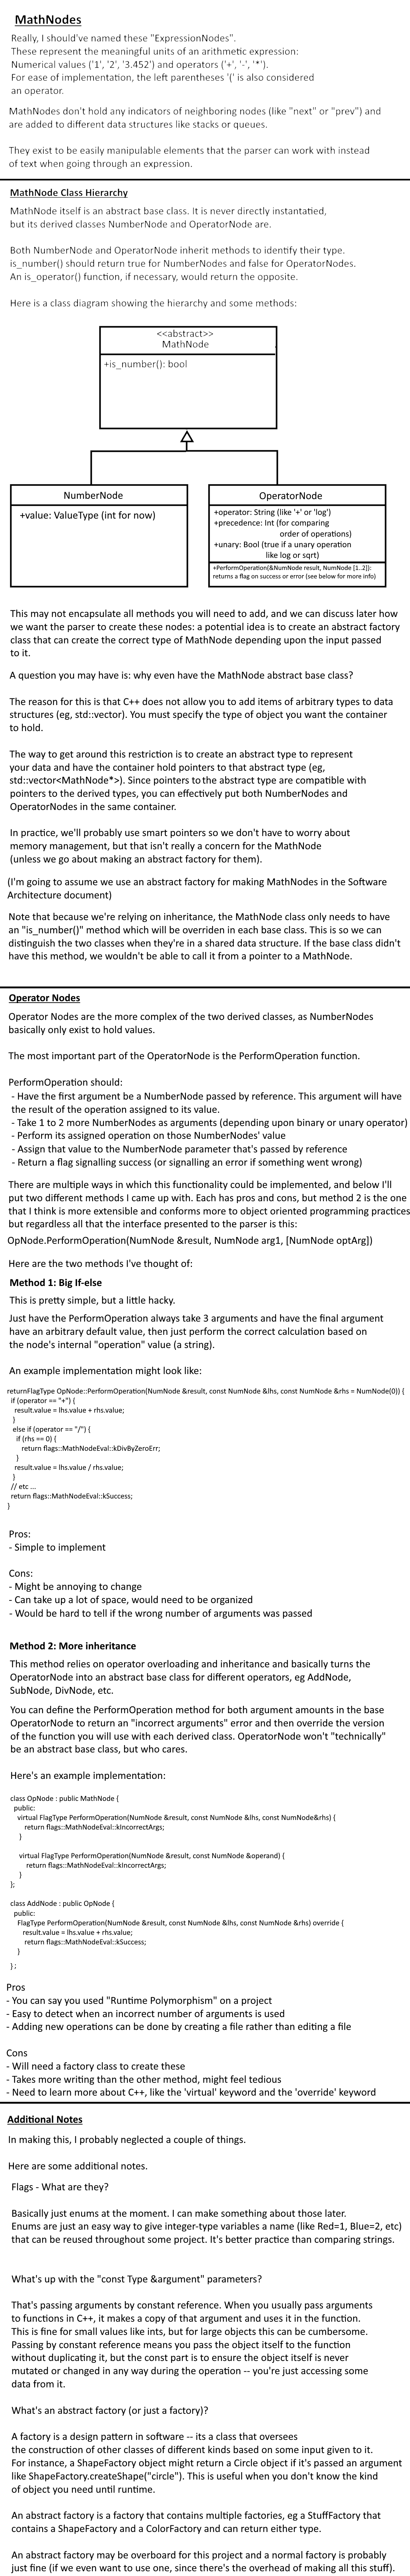 MathNodes
Really, I should've named these "ExpressionNodes".
These represent the meaningful units of an arithmetic expression:
Numerical values ('1', '2', '3.452') and operators ('+', '-', '*').
For ease of implementation, the left parentheses '(' is also considered
an operator.
MathNodes don't hold any indicators of neighboring nodes (like "next" or "prev") and
are added to different data structures like stacks or queues.
They exist to be easily manipulable elements that the parser can work with instead
of text when going through an expression.
MathNode Class Hierarchy
MathNode itself is an abstract base class. It is never directly instantatied,
but its derived classes NumberNode and OperatorNode are.
Both NumberNode and OperatorNode inherit methods to identify their type.
is_number() should return true for NumberNodes and false for OperatorNodes.
An is_operator() function, if necessary, would return the opposite.
Here is a class diagram showing the hierarchy and some methods:
<<abstract>>
MathNode
+is_number(): bool
NumberNode
+value: ValueType (int for now)
OperatorNode
+operator: String (like '+' or 'log')
+precedence: Int (for comparing
order of operations)
+unary: Bool (true if a unary operation
like log or sqrt)
+PerformOperation(&NumNode result, NumNode [1..2]):
returns a flag on success or error (see below for more info)
This may not encapsulate all methods you will need to add, and we can discuss later how
we want the parser to create these nodes: a potential idea is to create an abstract factory
class that can create the correct type of MathNode depending upon the input passed
to it.
A question you may have is: why even have the MathNode abstract base class?
The reason for this is that C++ does not allow you to add items of arbitrary types to data
structures (eg, std::vector). You must specify the type of object you want the container
to hold.
The way to get around this restriction is to create an abstract type to represent
your data and have the container hold pointers to that abstract type (eg,
std::vector<MathNode*>). Since pointers to the abstract type are compatible with
pointers to the derived types, you can effectively put both NumberNodes and
OperatorNodes in the same container.
In practice, we'll probably use smart pointers so we don't have to worry about
memory management, but that isn't really a concern for the MathNode
(unless we go about making an abstract factory for them).
(I'm going to assume we use an abstract factory for making MathNodes in the Software
Architecture document)
Note that because we're relying on inheritance, the MathNode class only needs to have
an "is_number()" method which will be overriden in each base class. This is so we can
distinguish the two classes when they're in a shared data structure. If the base class didn't
have this method, we wouldn't be able to call it from a pointer to a MathNode.
Operator Nodes
Operator Nodes are the more complex of the two derived classes, as NumberNodes
basically only exist to hold values.
The most important part of the OperatorNode is the PerformOperation function.
PerformOperation should:
- Have the first argument be a NumberNode passed by reference. This argument will have
the result of the operation assigned to its value.
- Take 1 to 2 more NumberNodes as arguments (depending upon binary or unary operator)
- Perform its assigned operation on those NumberNodes' value
- Assign that value to the NumberNode parameter that's passed by reference
- Return a flag signalling success (or signalling an error if something went wrong)
There are multiple ways in which this functionality could be implemented, and below I'll
put two different methods I came up with. Each has pros and cons, but method 2 is the one
that I think is more extensible and conforms more to object oriented programming practices
but regardless all that the interface presented to the parser is this:
OpNode.PerformOperation(NumNode &result, NumNode arg1, [NumNode optArg])
Here are the two methods I've thought of:
Method 1: Big If-else
This is pretty simple, but a little hacky.
Just have the PerformOperation always take 3 arguments and have the final argument
have an arbitrary default value, then just perform the correct calculation based on
the node's internal "operation" value (a string).
An example implementation might look like:
returnFlagType OpNode::PerformOperation(NumNode &result, const NumNode &lhs, const NumNode &rhs = NumNode(0)) {
if (operator == "+") {
result.value = lhs.value + rhs.value;
}
else if (operator == "/") {
if (rhs == 0) {
return flags::MathNodeEval::kDivByZeroErr;
}
result.value = lhs.value / rhs.value;
}
// etc ...
return flags::MathNodeEval::kSuccess;
}
Pros:
- Simple to implement
Cons:
- Might be annoying to change
- Can take up a lot of space, would need to be organized
- Would be hard to tell if the wrong number of arguments was passed
Method 2: More inheritance
This method relies on operator overloading and inheritance and basically turns the
OperatorNode into an abstract base class for different operators, eg AddNode,
SubNode, DivNode, etc.
You can define the PerformOperation method for both argument amounts in the base
OperatorNode to return an "incorrect arguments" error and then override the version
of the function you will use with each derived class. OperatorNode won't "technically"
be an abstract base class, but who cares.
Here's an example implementation:
class OpNode : public MathNode {
public:
virtual FlagType PerformOperation(NumNode &result, const NumNode &lhs, const NumNode&rhs) {
return flags::MathNodeEval::kIncorrectArgs;
}
virtual FlagType PerformOperation(NumNode &result, const NumNode &operand) {
return flags::MathNodeEval::kIncorrectArgs;
}
};
class AddNode : public OpNode {
public:
FlagType PerformOperation(NumNode &result, const NumNode &lhs, const NumNode &rhs) override {
result.value = lhs.value + rhs.value;
return flags::MathNodeEval::kSuccess;
}
};
Pros
- You can say you used "Runtime Polymorphism" on a project
- Easy to detect when an incorrect number of arguments is used
- Adding new operations can be done by creating a file rather than editing a file
Cons
- Will need a factory class to create these
- Takes more writing than the other method, might feel tedious
- Need to learn more about C++, like the 'virtual' keyword and the 'override' keyword
Additional Notes
In making this, I probably neglected a couple of things.
Here are some additional notes.
Flags - What are they?
Basically just enums at the moment. I can make something about those later.
Enums are just an easy way to give integer-type variables a name (like Red=1, Blue=2, etc)
that can be reused throughout some project. It's better practice than comparing strings.
What's up with the "const Type &argument" parameters?
That's passing arguments by constant reference. When you usually pass arguments
to functions in C++, it makes a copy of that argument and uses it in the function.
This is fine for small values like ints, but for large objects this can be cumbersome.
Passing by constant reference means you pass the object itself to the function
without duplicating it, but the const part is to ensure the object itself is never
mutated or changed in any way during the operation -- you're just accessing some
data from it.
What's an abstract factory (or just a factory)?
A factory is a design pattern in software -- its a class that oversees
the construction of other classes of different kinds based on some input given to it.
For instance, a ShapeFactory object might return a Circle object if it's passed an argument
like ShapeFactory.createShape("circle"). This is useful when you don't know the kind
of object you need until runtime.
An abstract factory is a factory that contains multiple factories, eg a StuffFactory that
contains a ShapeFactory and a ColorFactory and can return either type.
An abstract factory may be overboard for this project and a normal factory is probably
just fine (if we even want to use one, since there's the overhead of making all this stuff).